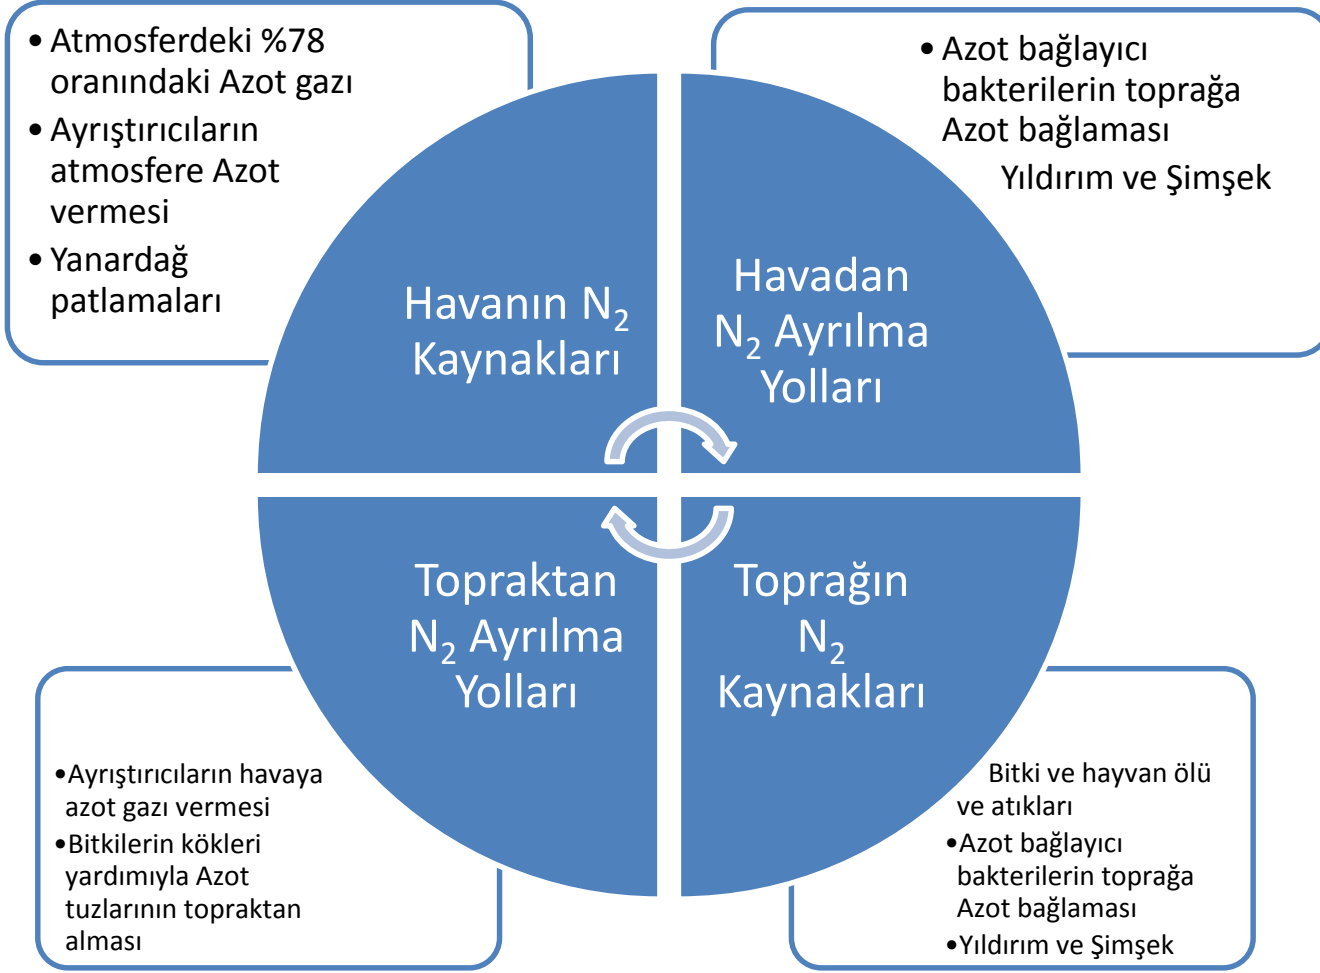 • Atmosferdeki %78
oranındaki Azot gazı
• Ayrıştırıcıların
atmosfere Azot
vermesi
• Yanardağ
patlamaları
• Azot bağlayıcı
bakterilerin toprağa
Azot bağlaması
Yıldırım ve Şimşek
Havanın N₂
Kaynakları
Havadan
N₂ Ayrılma
Yolları
Topraktan
N₂ Ayrılma
Yolları
Toprağın
N₂
Kaynakları
•Ayrıştırıcıların havaya
azot gazı vermesi
•Bitkilerin kökleri
yardımıyla Azot
tuzlarının topraktan
alması
Bitki ve hayvan ölü
ve atıkları
•Azot bağlayıcı
bakterilerin toprağa
Azot bağlaması
•Yıldırım ve Şimşek